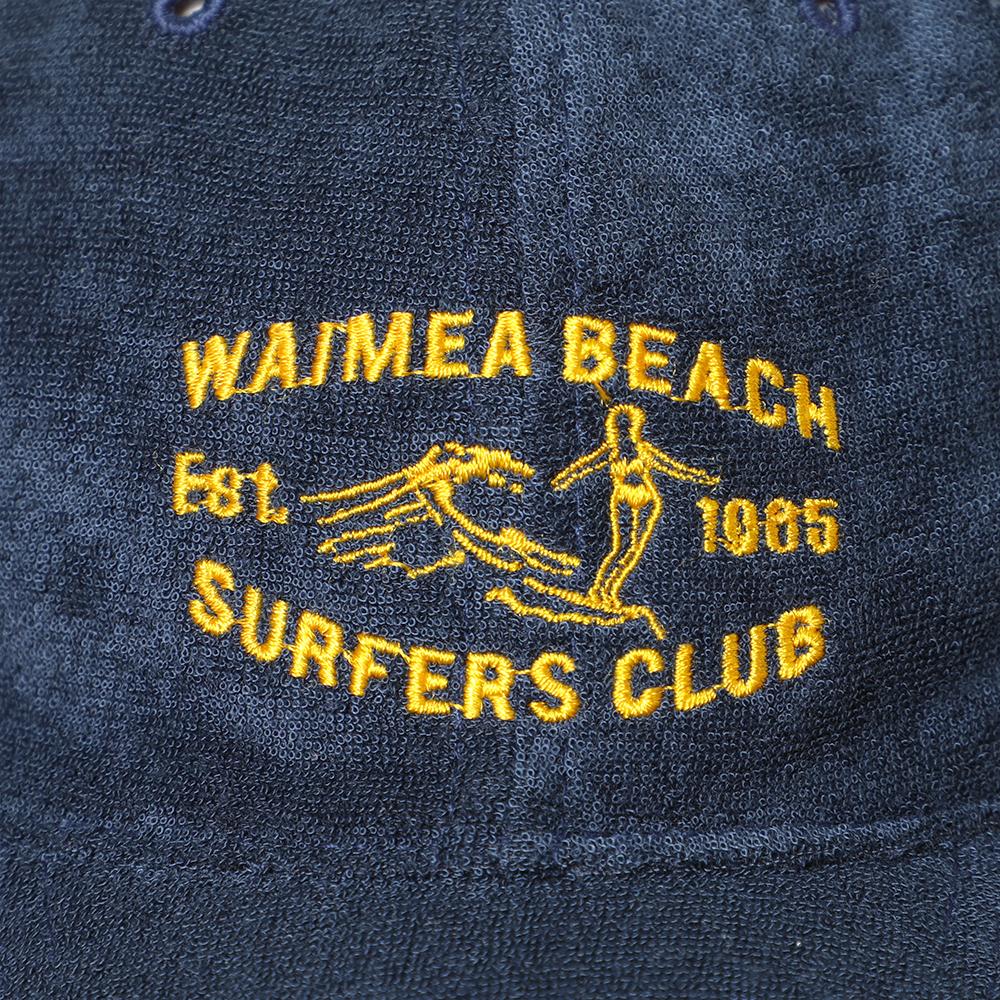 WAIMEA BEACH
Est. 1965
SURFERS CLUB